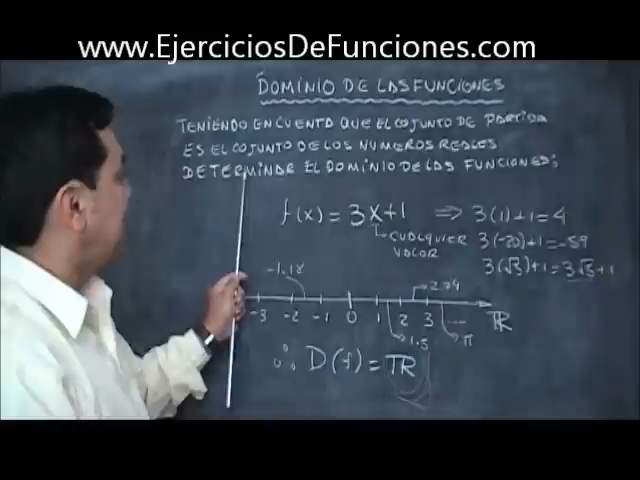 www.EjerciciosDeFunciones.com
DOMINIO DE LAS FUNCIONES
TENIENDO EN CUENTA QUE EL COJUNTO DE PARTIDA
ES EL COJUNTO DE LOS NUMEROS REALES
DETERMINAR EL DOMINIO DE LAS FUNCIONES:
f(x) = 3x+1 ⇒ 3(1)+1=4
CUALQUIER 3(-20)+1=-59
VALOR 3(√3)+1=3√3+1
-1.18 2.24
-3 -2 -1 0 1 2 3 ... ℝ
1.5 π
∴ D(f) = ℝ